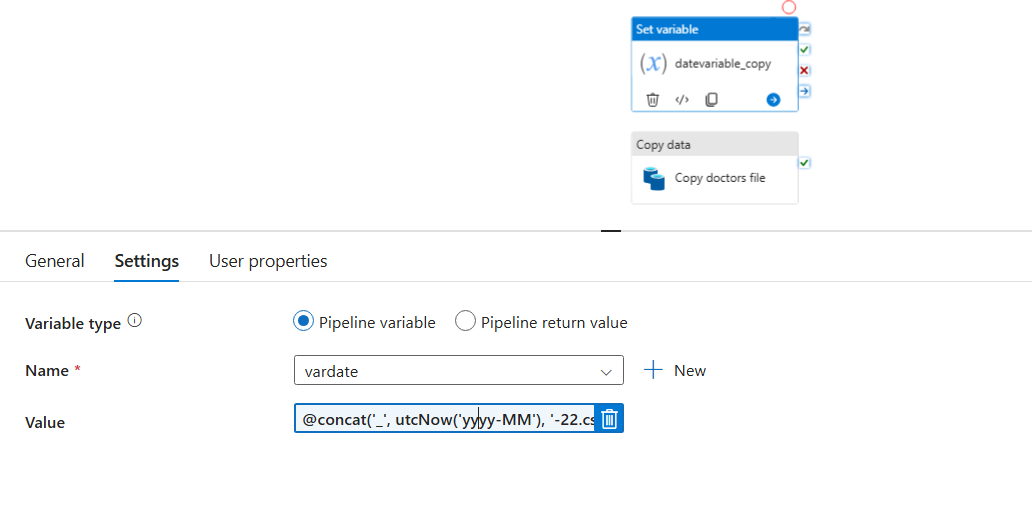 Set variable
(x) datevariable_copy
</>
Copy data
Copy doctors file
General Settings User properties
Variable type Pipeline variable Pipeline return value
Name * vardate New
Value @concat('_', utcNow('yyyy-MM'), '-22.cs